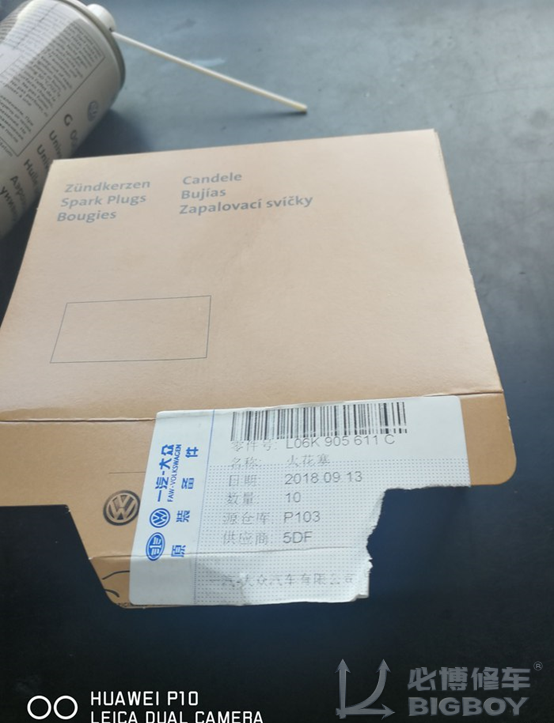 Zündkerzen
Spark Plugs
Bougies
Candele
Bujias
Zapalovací svíčky
零件号: L06K 905 611 C
名称: 火花塞
日期: 2018.09.13
数量: 10
源仓库: P103
供应商: 5DF
一汽-大众汽车有限公司
一汽-大众
FAW-VOLKSWAGEN
原装备件
HUAWEI P10
LEICA DUAL CAMERA
必博修车®
BIGBOY